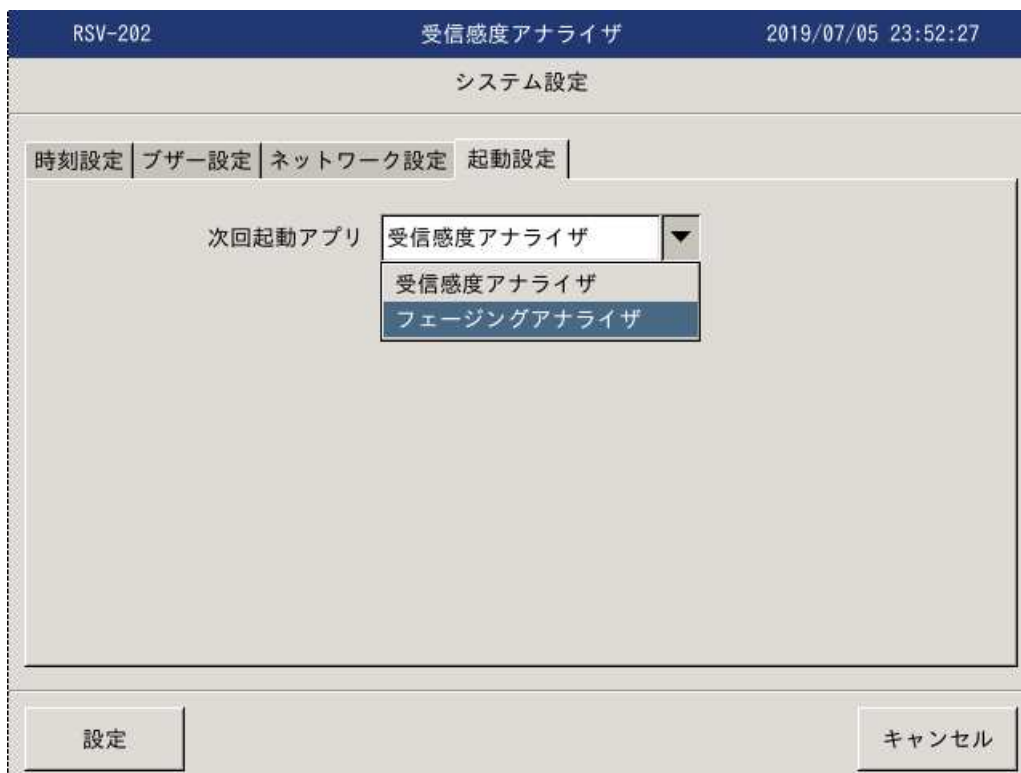 RSV-202 受信感度アナライザ 2019/07/05 23:52:27
システム設定
時刻設定 ブザー設定 ネットワーク設定 起動設定
次回起動アプリ 受信感度アナライザ
受信感度アナライザ
フェージングアナライザ
設定 キャンセル